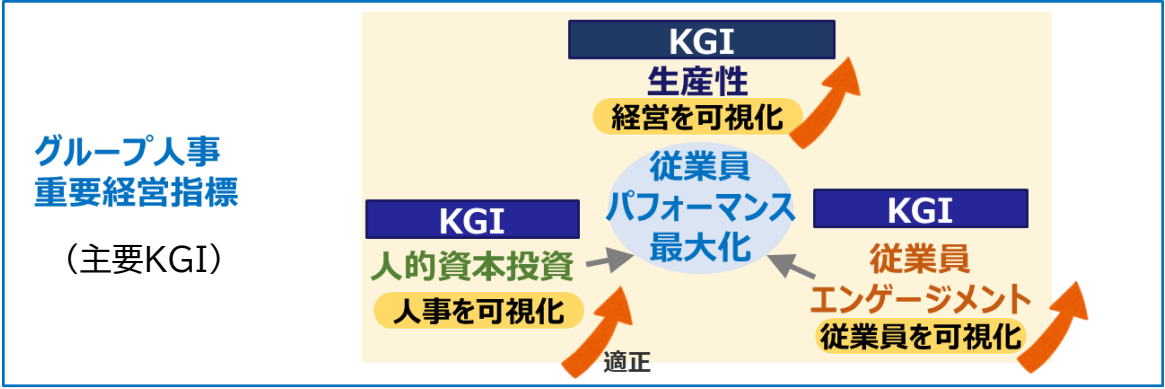 グループ人事
重要経営指標
（主要KGI）
KGI
生産性
経営を可視化
従業員
パフォーマンス
最大化
KGI
人的資本投資
人事を可視化
適正
KGI
従業員
エンゲージメント
従業員を可視化